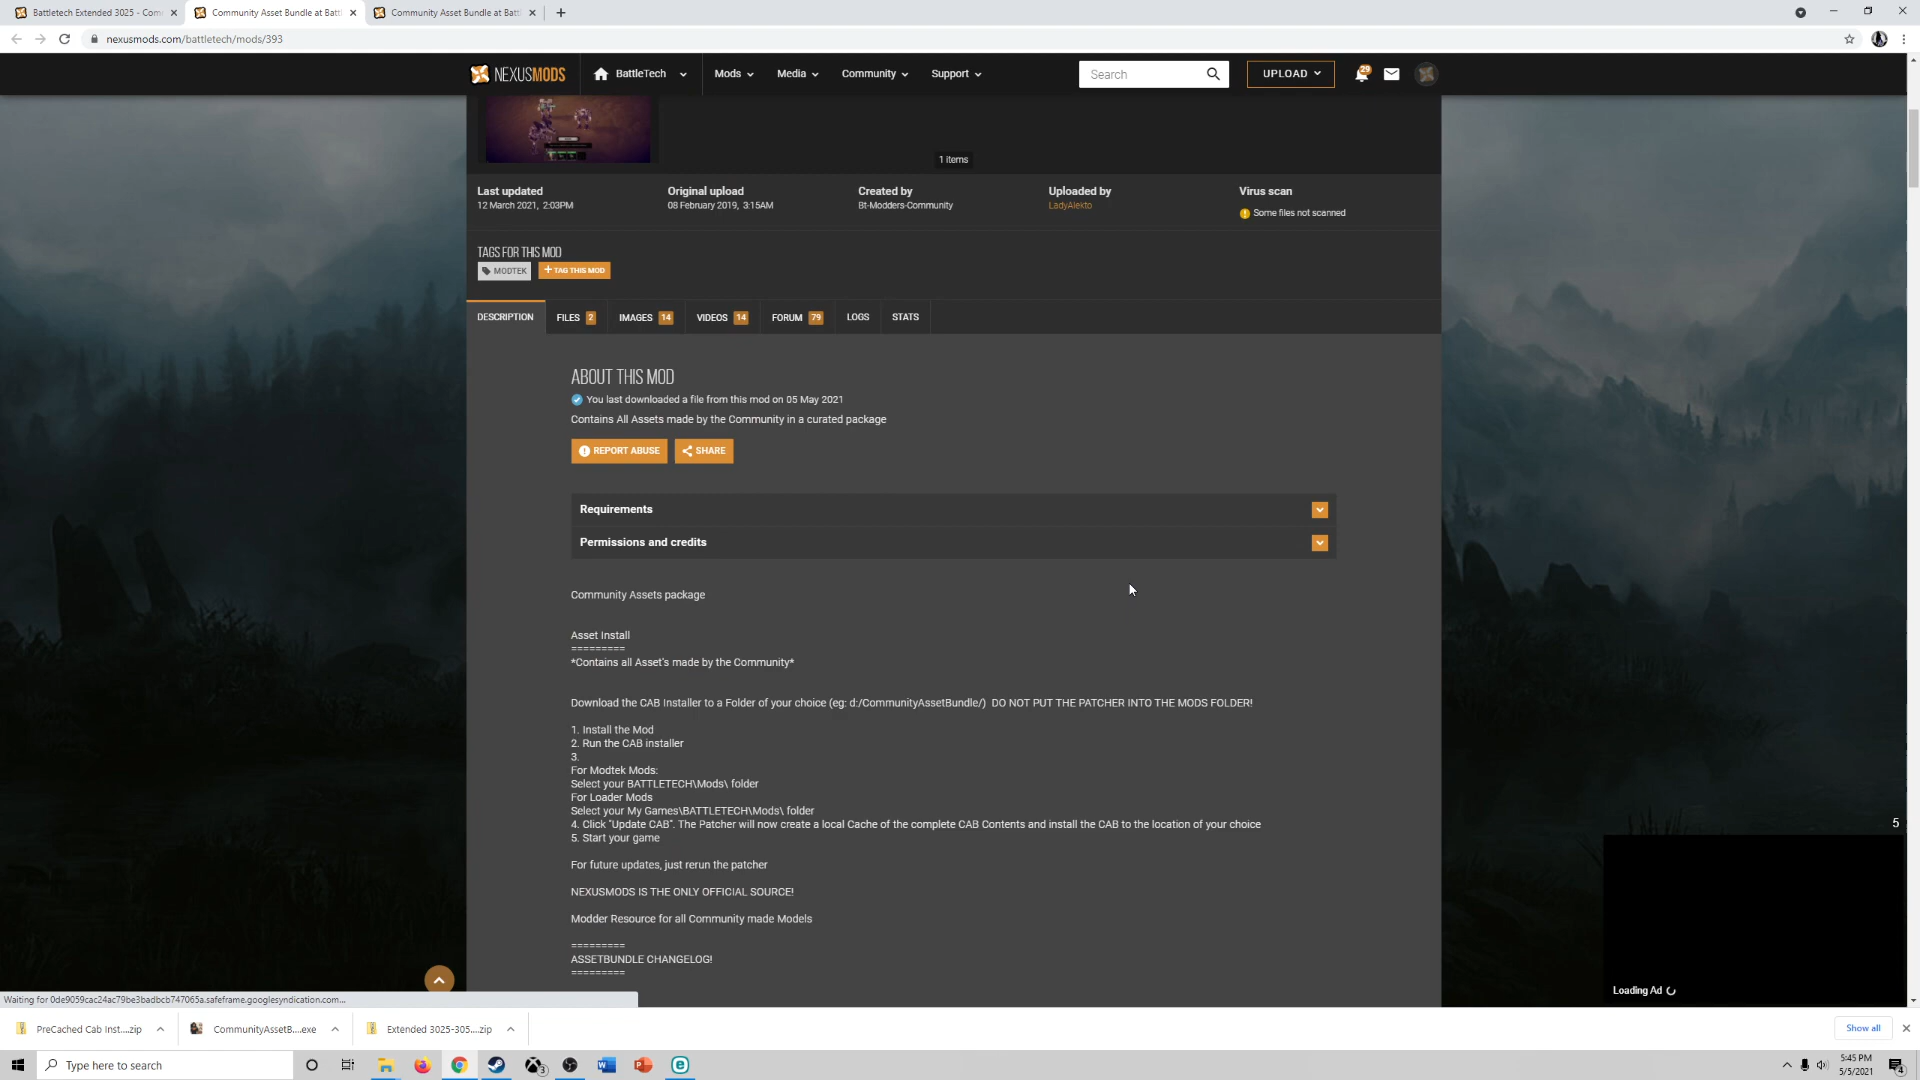 Battletech Extended 3025 - Com
Community Asset Bundle at Batt
Community Asset Bundle at Batt
nexusmods.com/battletech/mods/393
NEXUSMODS
BattleTech
Mods
Media
Community
Support
Search
UPLOAD
29
1 items
Last updated
12 March 2021, 2:03PM
Original upload
08 February 2019, 3:15AM
Created by
Bt-Modders-Community
Uploaded by
LadyAlekto
Virus scan
Some files not scanned
TAGS FOR THIS MOD
MODTEK
+ TAG THIS MOD
DESCRIPTION
FILES 2
IMAGES 14
VIDEOS 14
FORUM 79
LOGS
STATS
ABOUT THIS MOD
You last downloaded a file from this mod on 05 May 2021
Contains All Assets made by the Community in a curated package
REPORT ABUSE
SHARE
Requirements
Permissions and credits
Community Assets package
Asset Install
=========
*Contains all Asset's made by the Community*
Download the CAB Installer to a Folder of your choice (eg: d:/CommunityAssetBundle/) DO NOT PUT THE PATCHER INTO THE MODS FOLDER!
1. Install the Mod
2. Run the CAB installer
3.
For Modtek Mods:
Select your BATTLETECH\Mods\ folder
For Loader Mods
Select your My Games\BATTLETECH\Mods\ folder
4. Click "Update CAB". The Patcher will now create a local Cache of the complete CAB Contents and install the CAB to the location of your choice
5. Start your game
For future updates, just rerun the patcher
NEXUSMODS IS THE ONLY OFFICIAL SOURCE!
Modder Resource for all Community made Models
=========
ASSETBUNDLE CHANGELOG!
=========
5
Loading Ad
Waiting for 0de9059cac24ac79be3badbcb747065a.safeframe.googlesyndication.com...
PreCached Cab Inst....zip
CommunityAssetB....exe
Extended 3025-305....zip
Show all
Type here to search
3
5:45 PM
5/5/2021
4